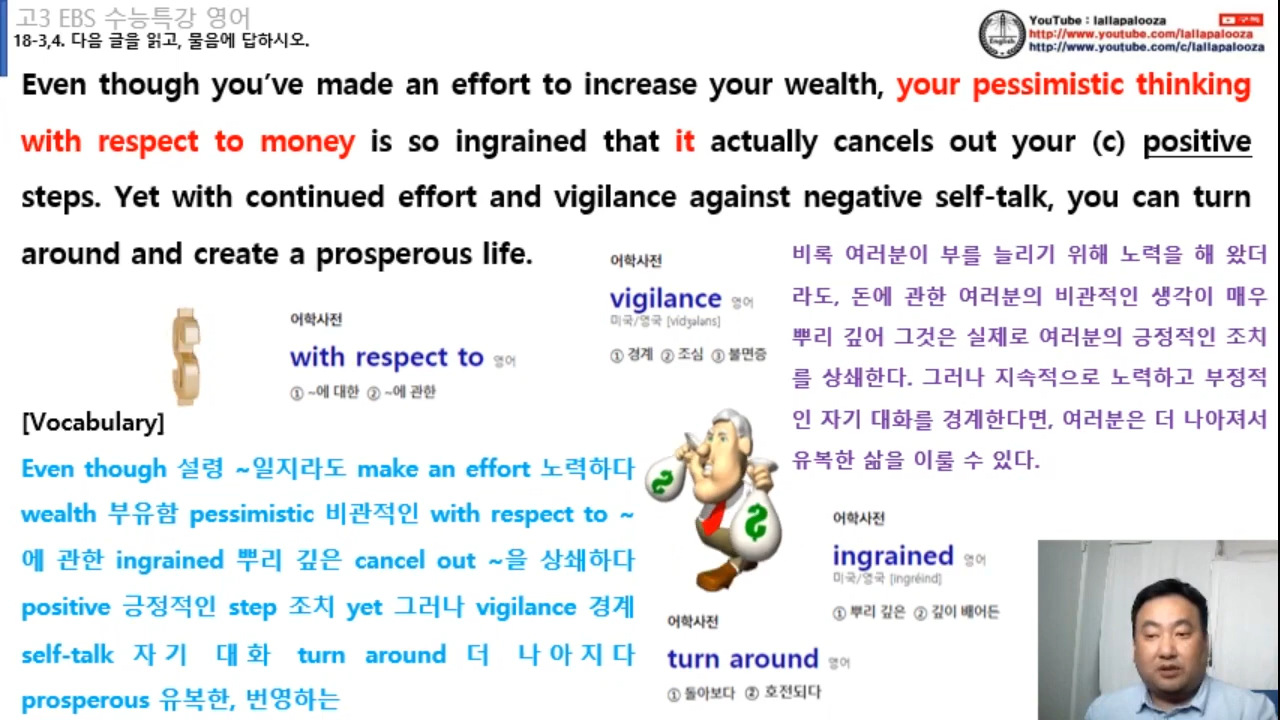 고3 EBS 수능특강 영어
18-3,4. 다음 글을 읽고, 물음에 답하시오.
English
YouTube : lallapalooza
구독
http://www.youtube.com/lallapalooza
http://www.youtube.com/c/lallapalooza
Even though you've made an effort to increase your wealth, your pessimistic thinking
with respect to money is so ingrained that it actually cancels out your (c) positive
steps. Yet with continued effort and vigilance against negative self-talk, you can turn
around and create a prosperous life.
어학사전
with respect to 영어
① ~에 대한 ② ~에 관한
어학사전
vigilance 영어
미국/영국 [vídʒələns]
① 경계 ② 조심 ③ 불면증
비록 여러분이 부를 늘리기 위해 노력을 해 왔더
라도, 돈에 관한 여러분의 비관적인 생각이 매우
뿌리 깊어 그것은 실제로 여러분의 긍정적인 조치
를 상쇄한다. 그러나 지속적으로 노력하고 부정적
인 자기 대화를 경계한다면, 여러분은 더 나아져서
유복한 삶을 이룰 수 있다.
[Vocabulary]
Even though 설령 ~일지라도 make an effort 노력하다
wealth 부유함 pessimistic 비관적인 with respect to ~
에 관한 ingrained 뿌리 깊은 cancel out ~을 상쇄하다
positive 긍정적인 step 조치 yet 그러나 vigilance 경계
self-talk 자기 대화 turn around 더 나아지다
prosperous 유복한, 번영하는
$
$
어학사전
ingrained 영어
미국/영국 [ingréind]
① 뿌리 깊은 ② 깊이 배어든
어학사전
turn around 영어
① 돌아보다 ② 호전되다